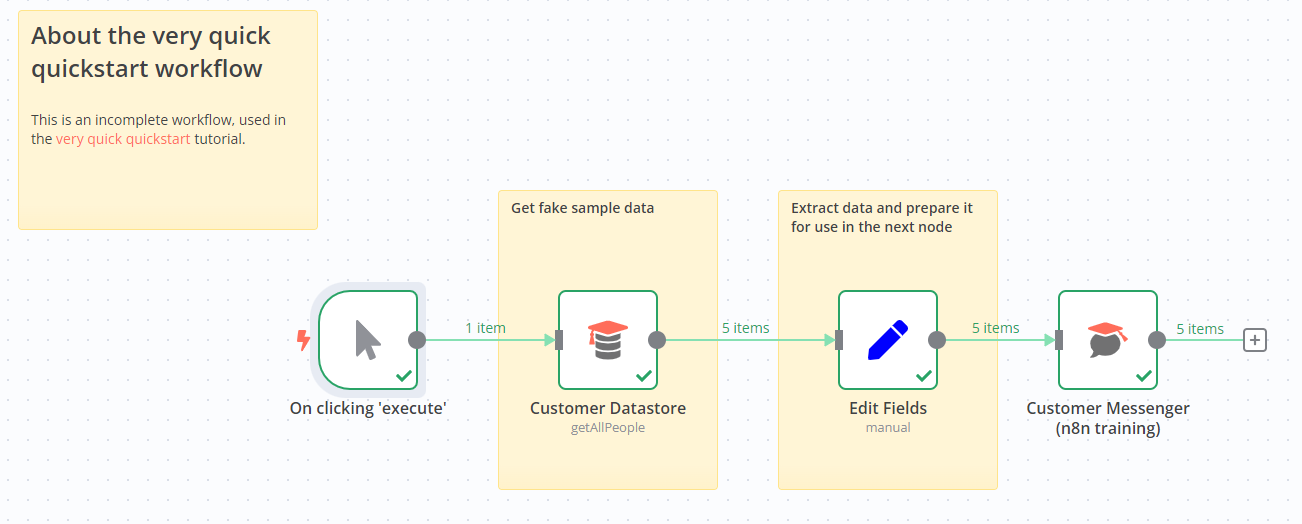 About the very quick
quickstart workflow
This is an incomplete workflow, used in
the very quick quickstart tutorial.
Get fake sample data
Extract data and prepare it
for use in the next node
1 item
5 items
5 items
5 items
On clicking 'execute'
Customer Datastore
getAllPeople
Edit Fields
manual
Customer Messenger
(n8n training)